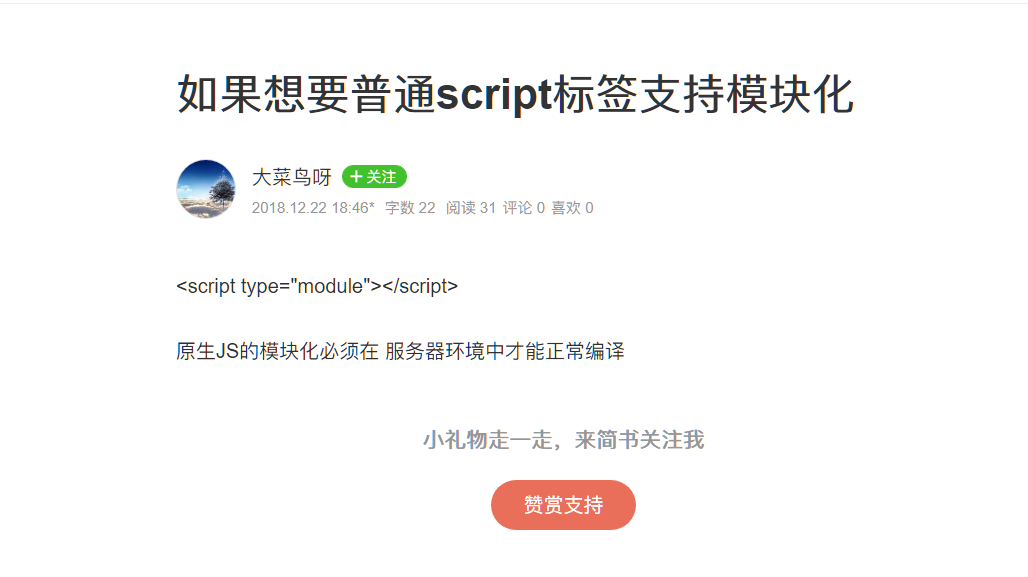 如果想要普通script标签支持模块化
大菜鸟呀 + 关注
2018.12.22 18:46* 字数 22 阅读 31 评论 0 喜欢 0
<script type="module"></script>
原生JS的模块化必须在 服务器环境中才能正常编译
小礼物走一走，来简书关注我
赞赏支持